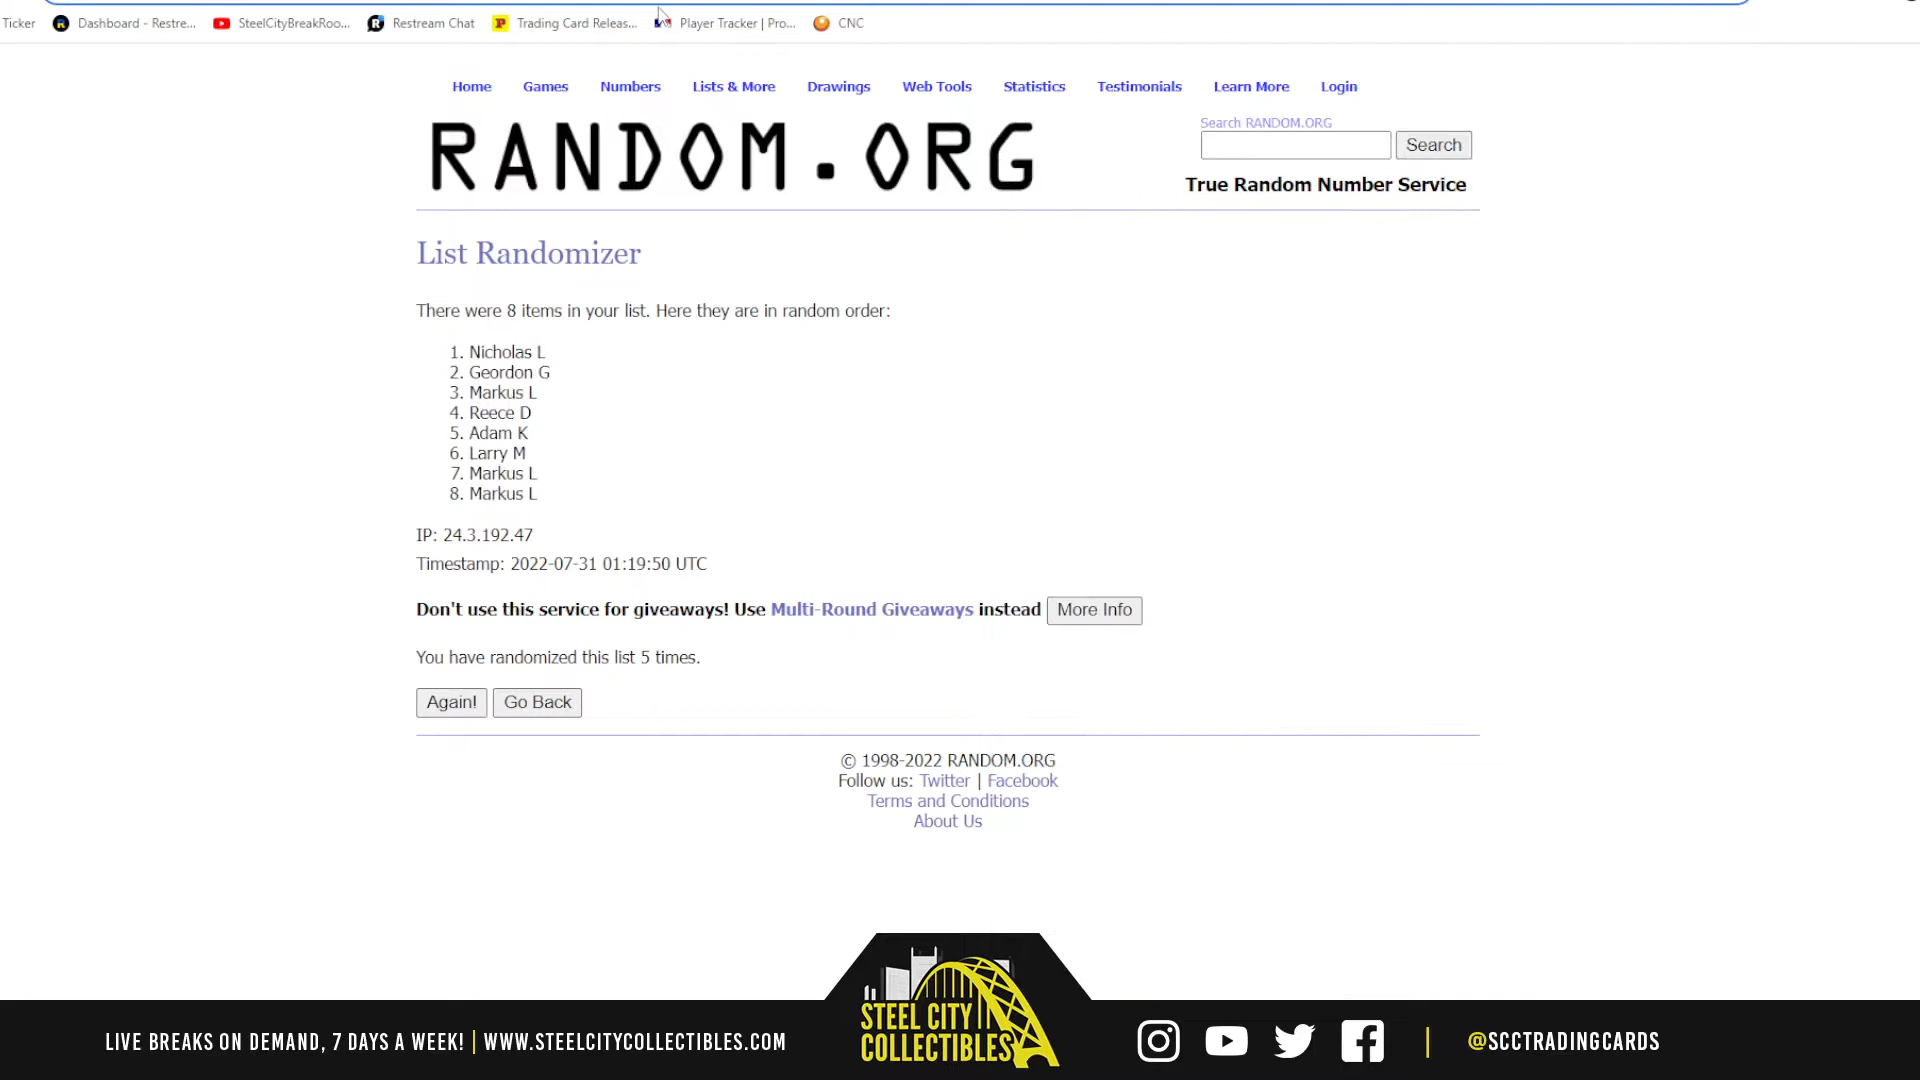 Ticker Dashboard - Restre... SteelCityBreakRoo... Restream Chat Trading Card Releas... Player Tracker | Pro... CNC
Home Games Numbers Lists & More Drawings Web Tools Statistics Testimonials Learn More Login
RANDOM.ORG
Search RANDOM.ORG
Search
True Random Number Service
List Randomizer
There were 8 items in your list. Here they are in random order:
1. Nicholas L
2. Geordon G
3. Markus L
4. Reece D
5. Adam K
6. Larry M
7. Markus L
8. Markus L
IP: 24.3.192.47
Timestamp: 2022-07-31 01:19:50 UTC
Don't use this service for giveaways! Use Multi-Round Giveaways instead More Info
You have randomized this list 5 times.
Again! Go Back
© 1998-2022 RANDOM.ORG
Follow us: Twitter | Facebook
Terms and Conditions
About Us
LIVE BREAKS ON DEMAND, 7 DAYS A WEEK! | WWW.STEELCITYCOLLECTIBLES.COM
STEEL CITY
COLLECTIBLES
| @SCCTRADINGCARDS